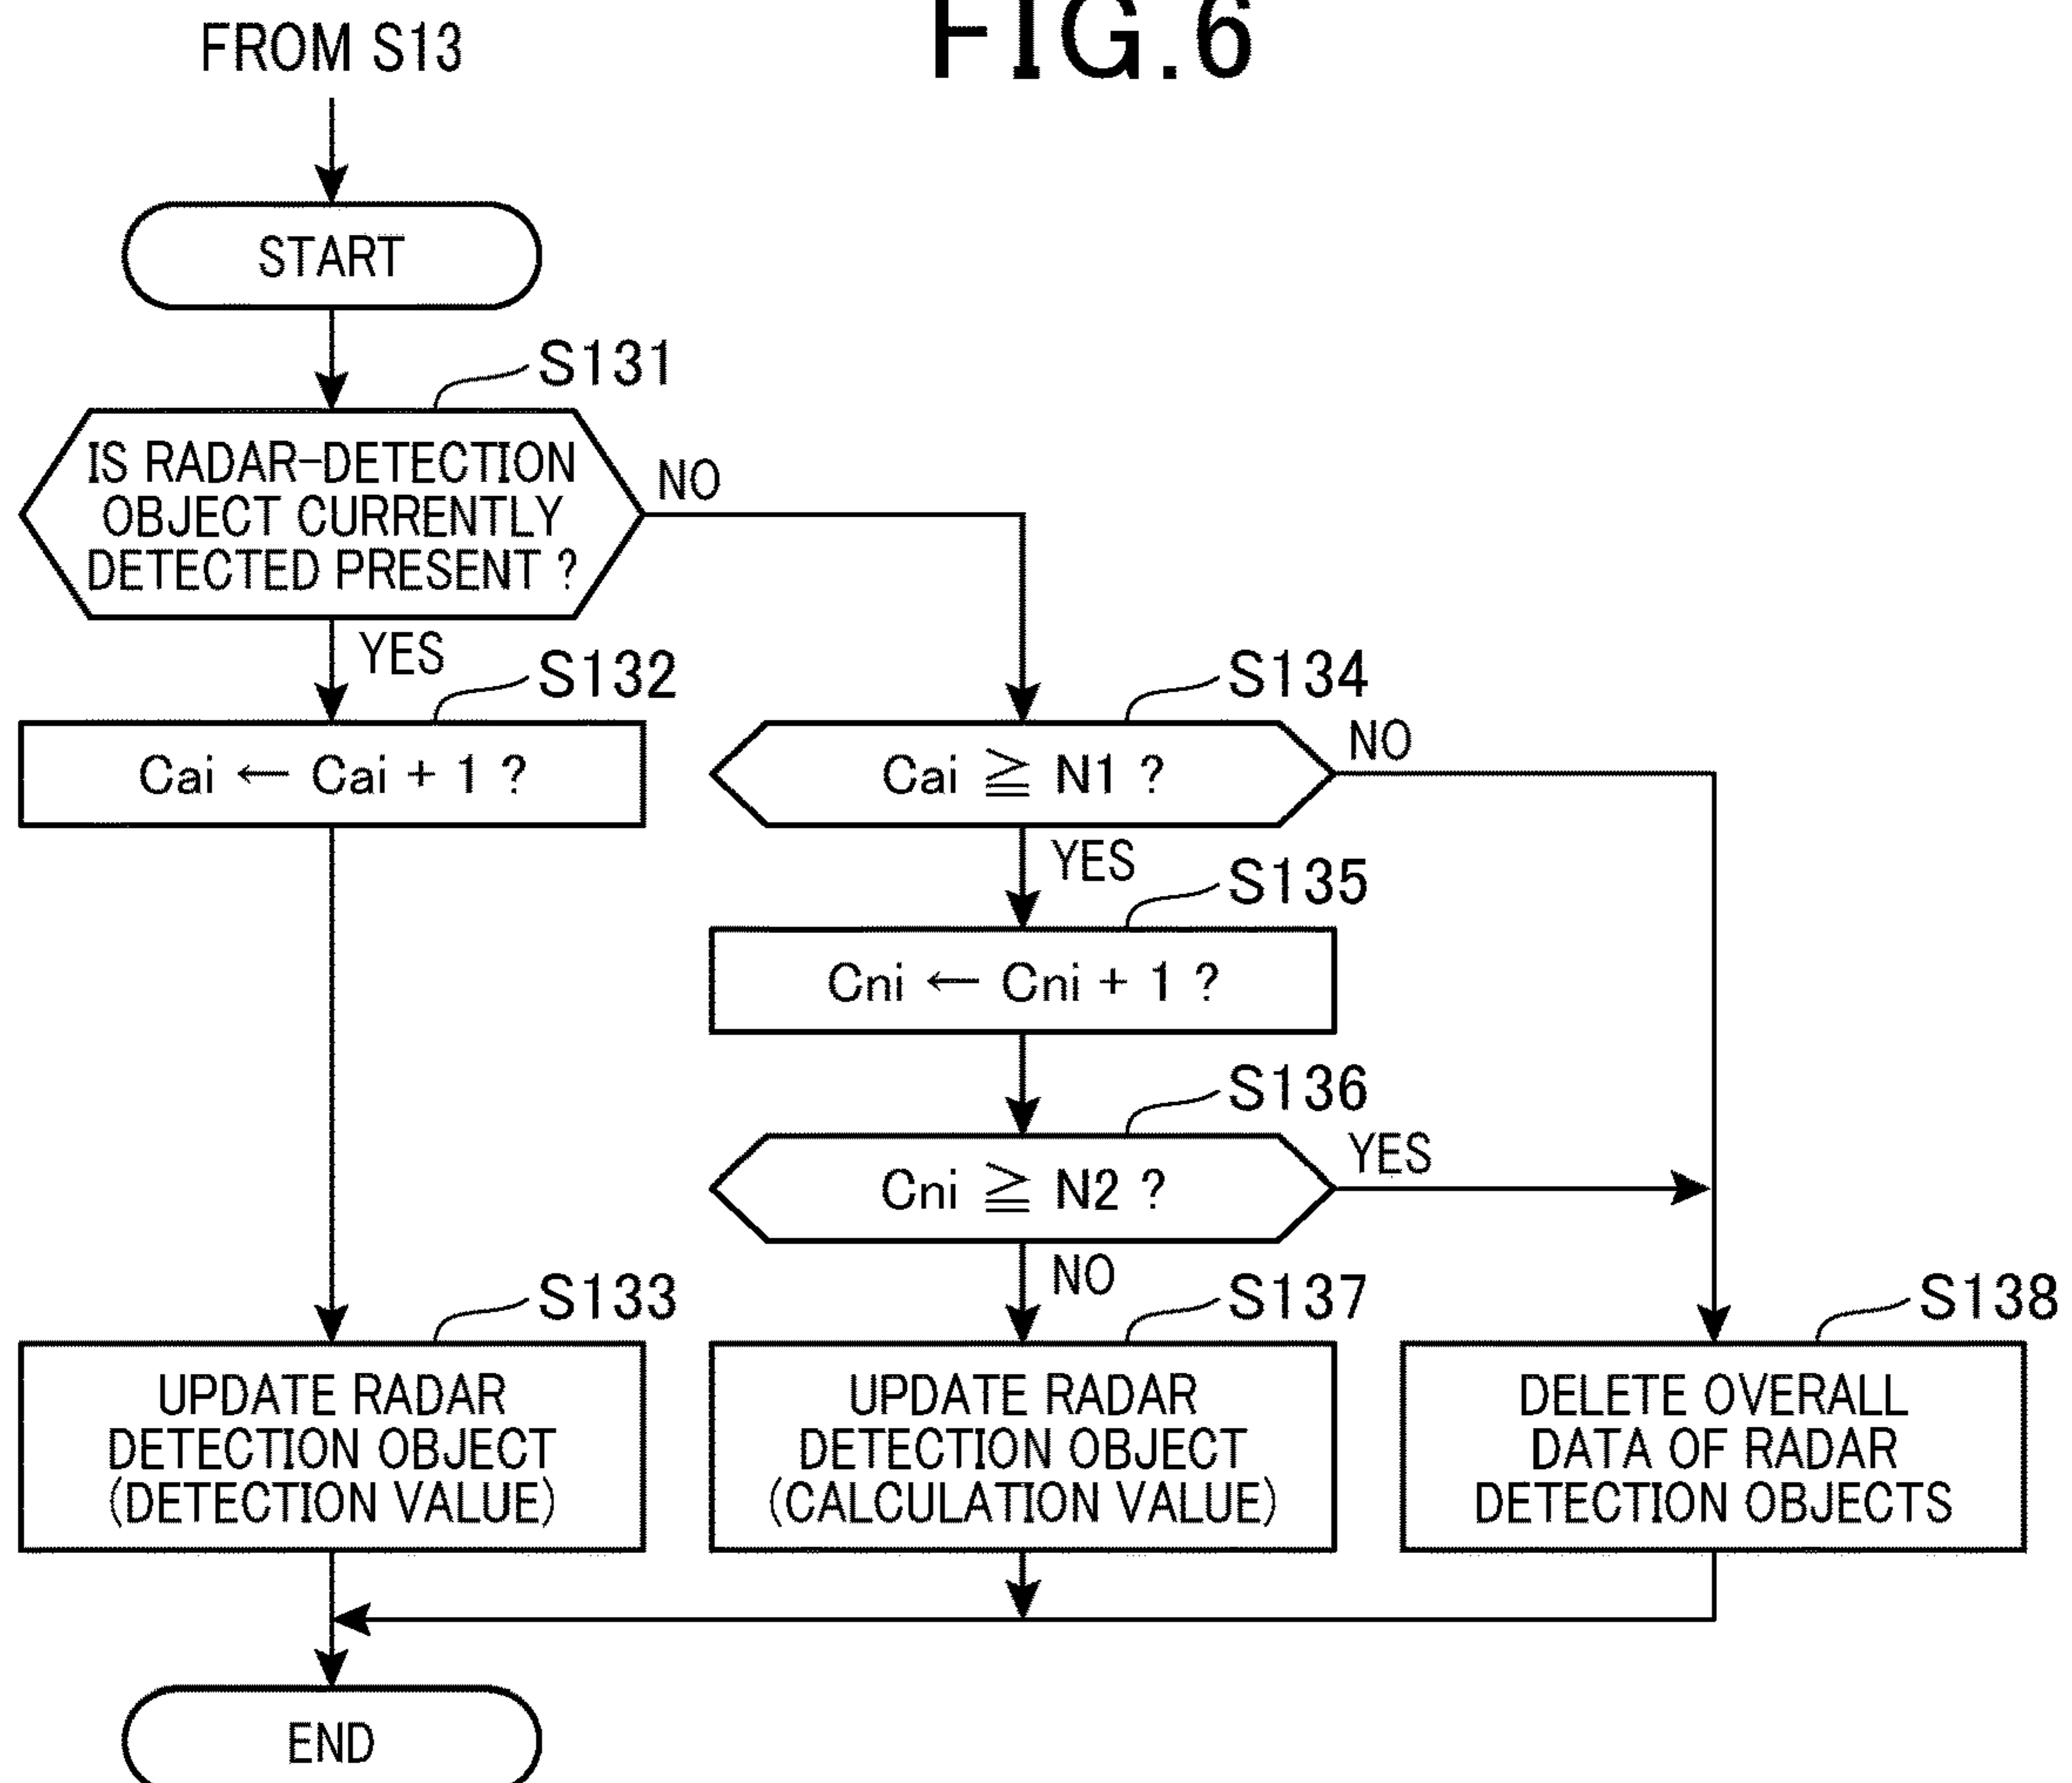 FIG.6
FROM S13
START
S131
IS RADAR-DETECTION
OBJECT CURRENTLY
DETECTED PRESENT ?
NO
YES
S132
Cai ← Cai + 1 ?
S134
Cai ≧ N1 ?
NO
YES
S135
Cni ← Cni + 1 ?
S136
Cni ≧ N2 ?
YES
NO
S133
UPDATE RADAR
DETECTION OBJECT
(DETECTION VALUE)
S137
UPDATE RADAR
DETECTION OBJECT
(CALCULATION VALUE)
S138
DELETE OVERALL
DATA OF RADAR
DETECTION OBJECTS
END